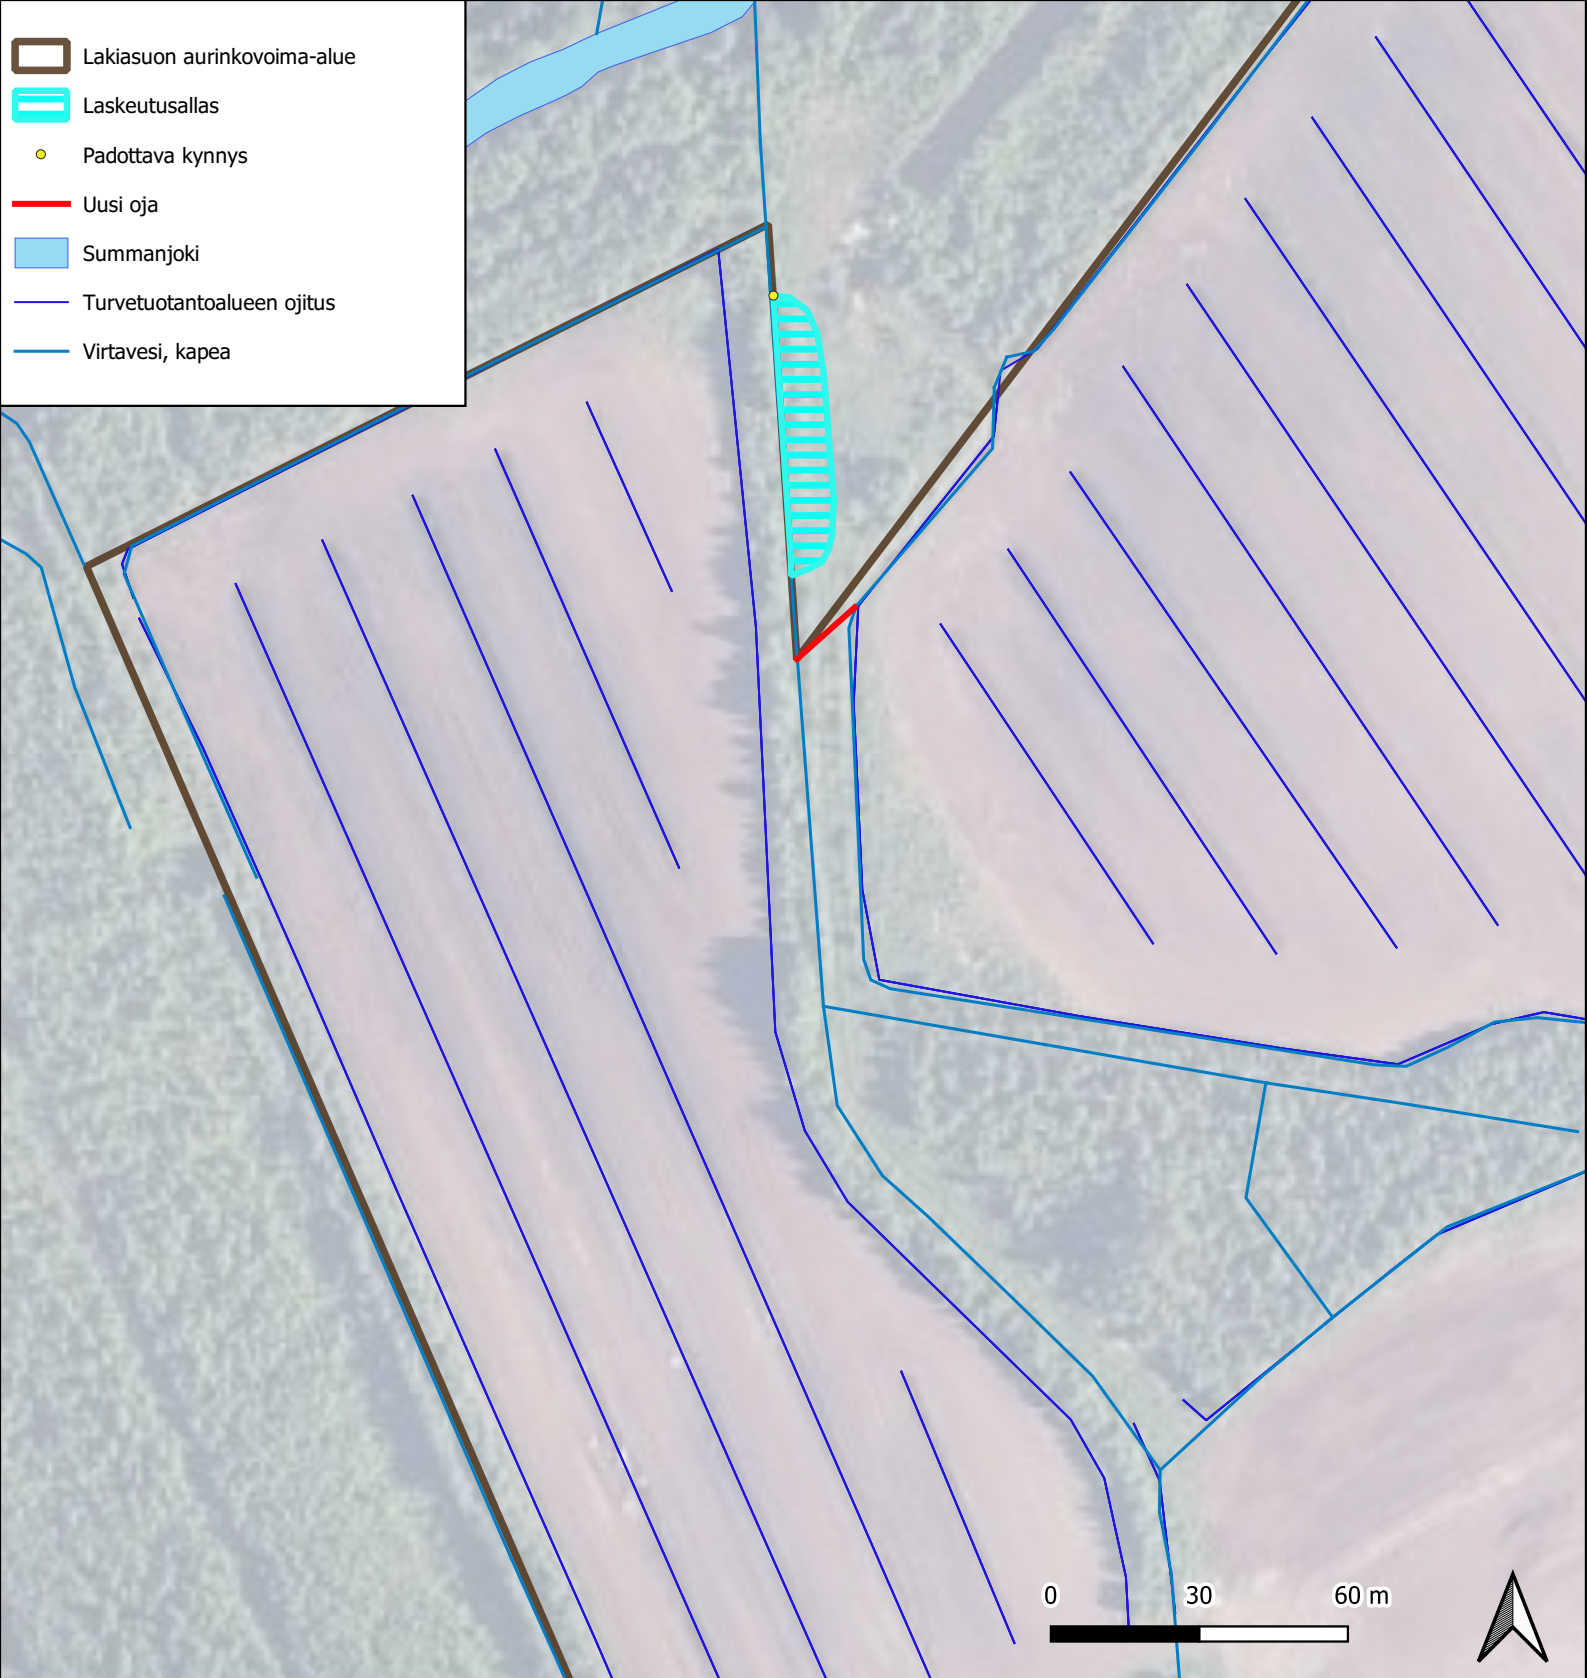 Lakiasuon aurinkovoima-alue
Laskeutusallas
Padottava kynnys
Uusi oja
Summanjoki
Turvetuotantoalueen ojitus
Virtavesi, kapea
0 30 60 m